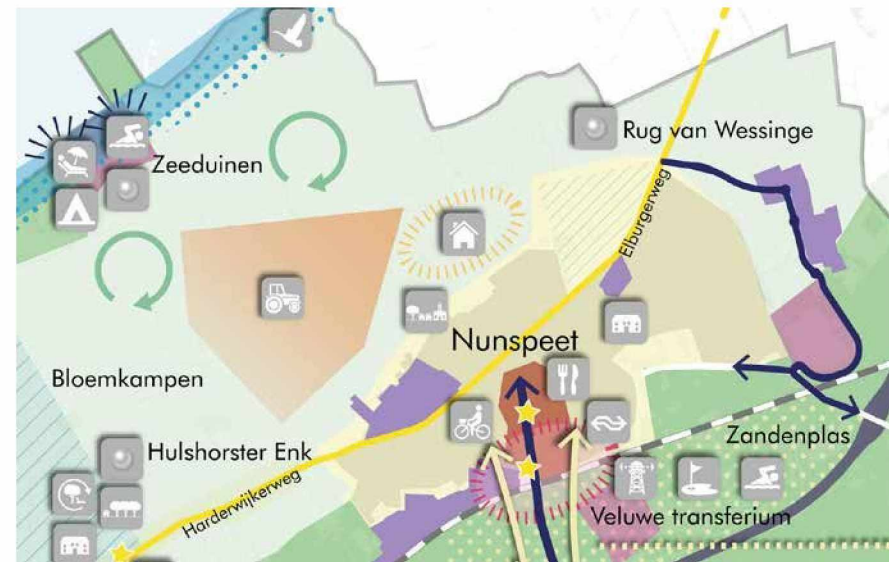 Rug van Wessinge
Zeeduinen
Elburgerweg
Nunspeet
Bloemkampen
Zandenplas
Hulshorster Enk
Harderwijkerweg
Veluwe transferium